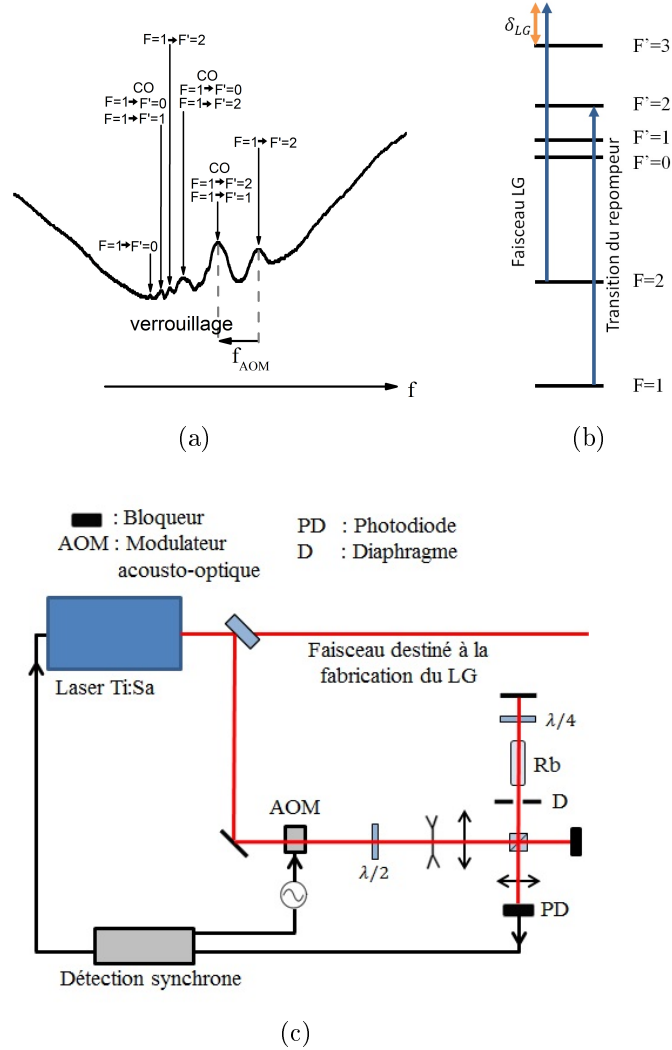 F=1→F'=2
CO
F=1→F'=0
F=1→F'=2
CO
F=1→F'=0
F=1→F'=1
F=1→F'=2
CO
F=1→F'=2
F=1→F'=1
F=1→F'=0
verrouillage
f_AOM
f
(a)
δ_LG
F'=3
F'=2
F'=1
F'=0
F=2
F=1
Faisceau LG
Transition du repompeur
(b)
: Bloqueur
AOM : Modulateur
acousto-optique
PD : Photodiode
D : Diaphragme
Laser Ti:Sa
Faisceau destiné à la
fabrication du LG
λ/4
Rb
D
AOM
λ/2
PD
Détection synchrone
(c)